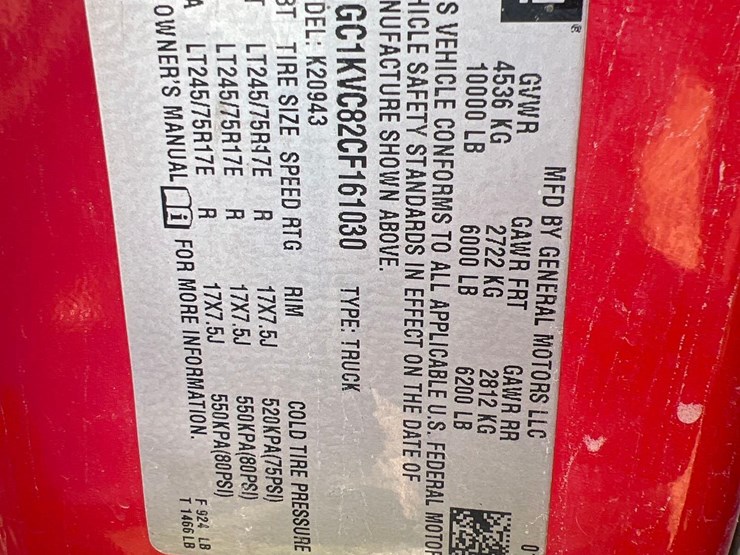 MFD BY GENERAL MOTORS LLC
GVWR GAWR FRT GAWR RR
4536 KG 2722 KG 2812 KG
10000 LB 6000 LB 6200 LB
S VEHICLE CONFORMS TO ALL APPLICABLE U.S. FEDERAL MOTOR
HICLE SAFETY STANDARDS IN EFFECT ON THE DATE OF
NUFACTURE SHOWN ABOVE.
GC1KVC82CF161030 TYPE: TRUCK
DEL: K20943
TIRE SIZE SPEED RTG RIM COLD TIRE PRESSURE
T LT245/75R17E R 17X7.5J 520KPA(75PSI)
LT245/75R17E R 17X7.5J 550KPA(80PSI)
A LT245/75R17E R 17X7.5J 550KPA(80PSI)
OWNER'S MANUAL i FOR MORE INFORMATION.
F 924 LB
T 1466 LB